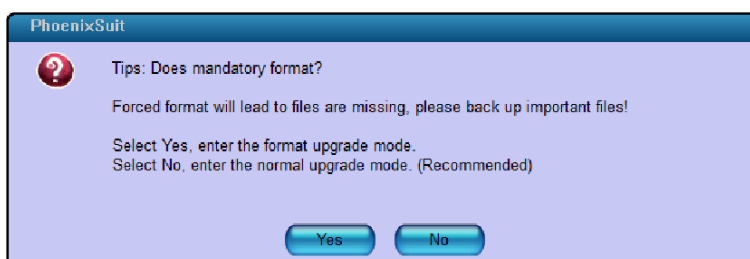 PhoenixSuit
Tips: Does mandatory format?
Forced format will lead to files are missing, please back up important files!
Select Yes, enter the format upgrade mode.
Select No, enter the normal upgrade mode. (Recommended)
Yes
No